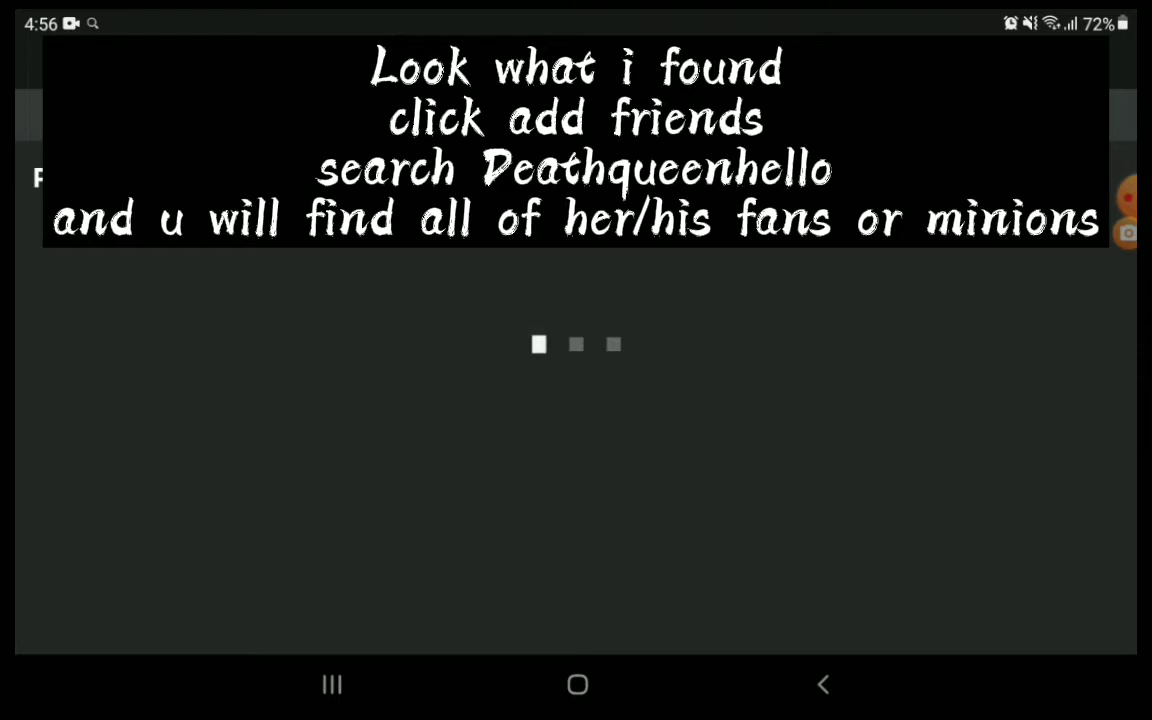 4:56
72%
Look what i found
click add friends
search Deathqueenhello
and u will find all of her/his fans or minions